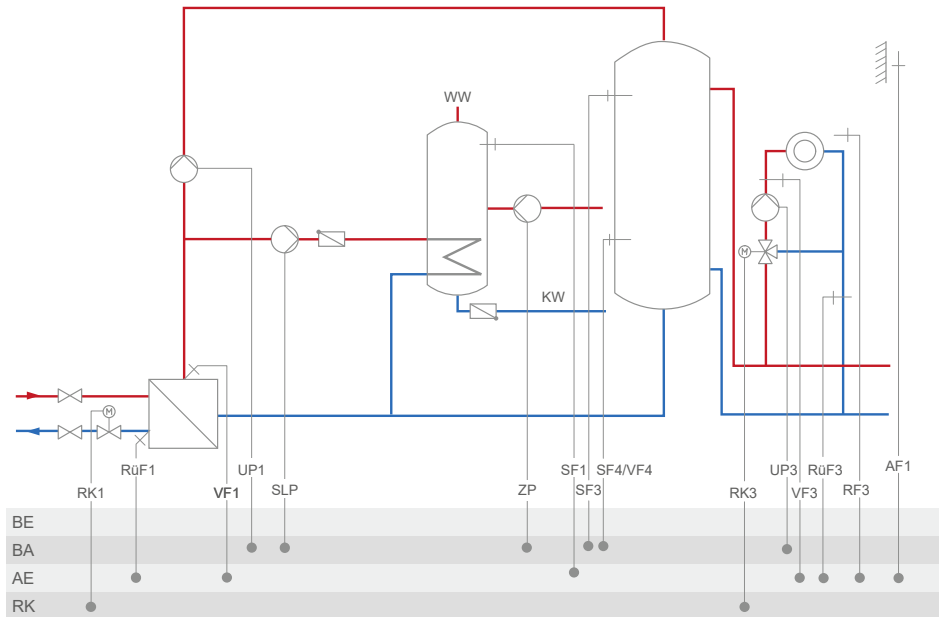 WW
KW
M
M
RüF1
UP1
SF1
SF4/VF4
UP3
RüF3
AF1
RK1
VF1
SLP
ZP
SF3
RK3
VF3
RF3
BE
BA
AE
RK